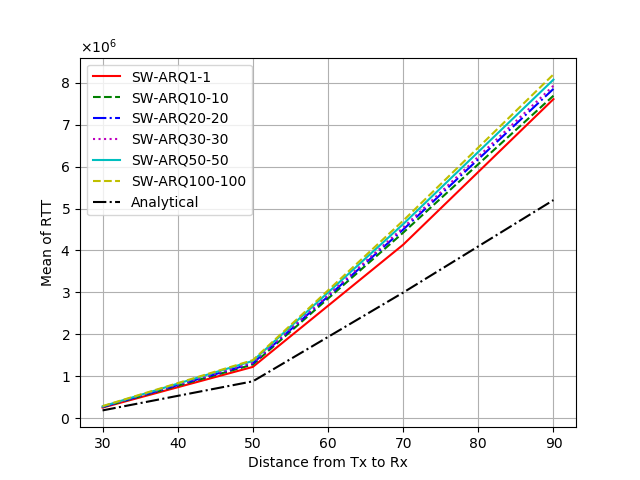 ×10⁶
SW-ARQ1-1
SW-ARQ10-10
SW-ARQ20-20
SW-ARQ30-30
SW-ARQ50-50
SW-ARQ100-100
Analytical
Mean of RTT
8
7
6
5
4
3
2
1
0
30 40 50 60 70 80 90
Distance from Tx to Rx